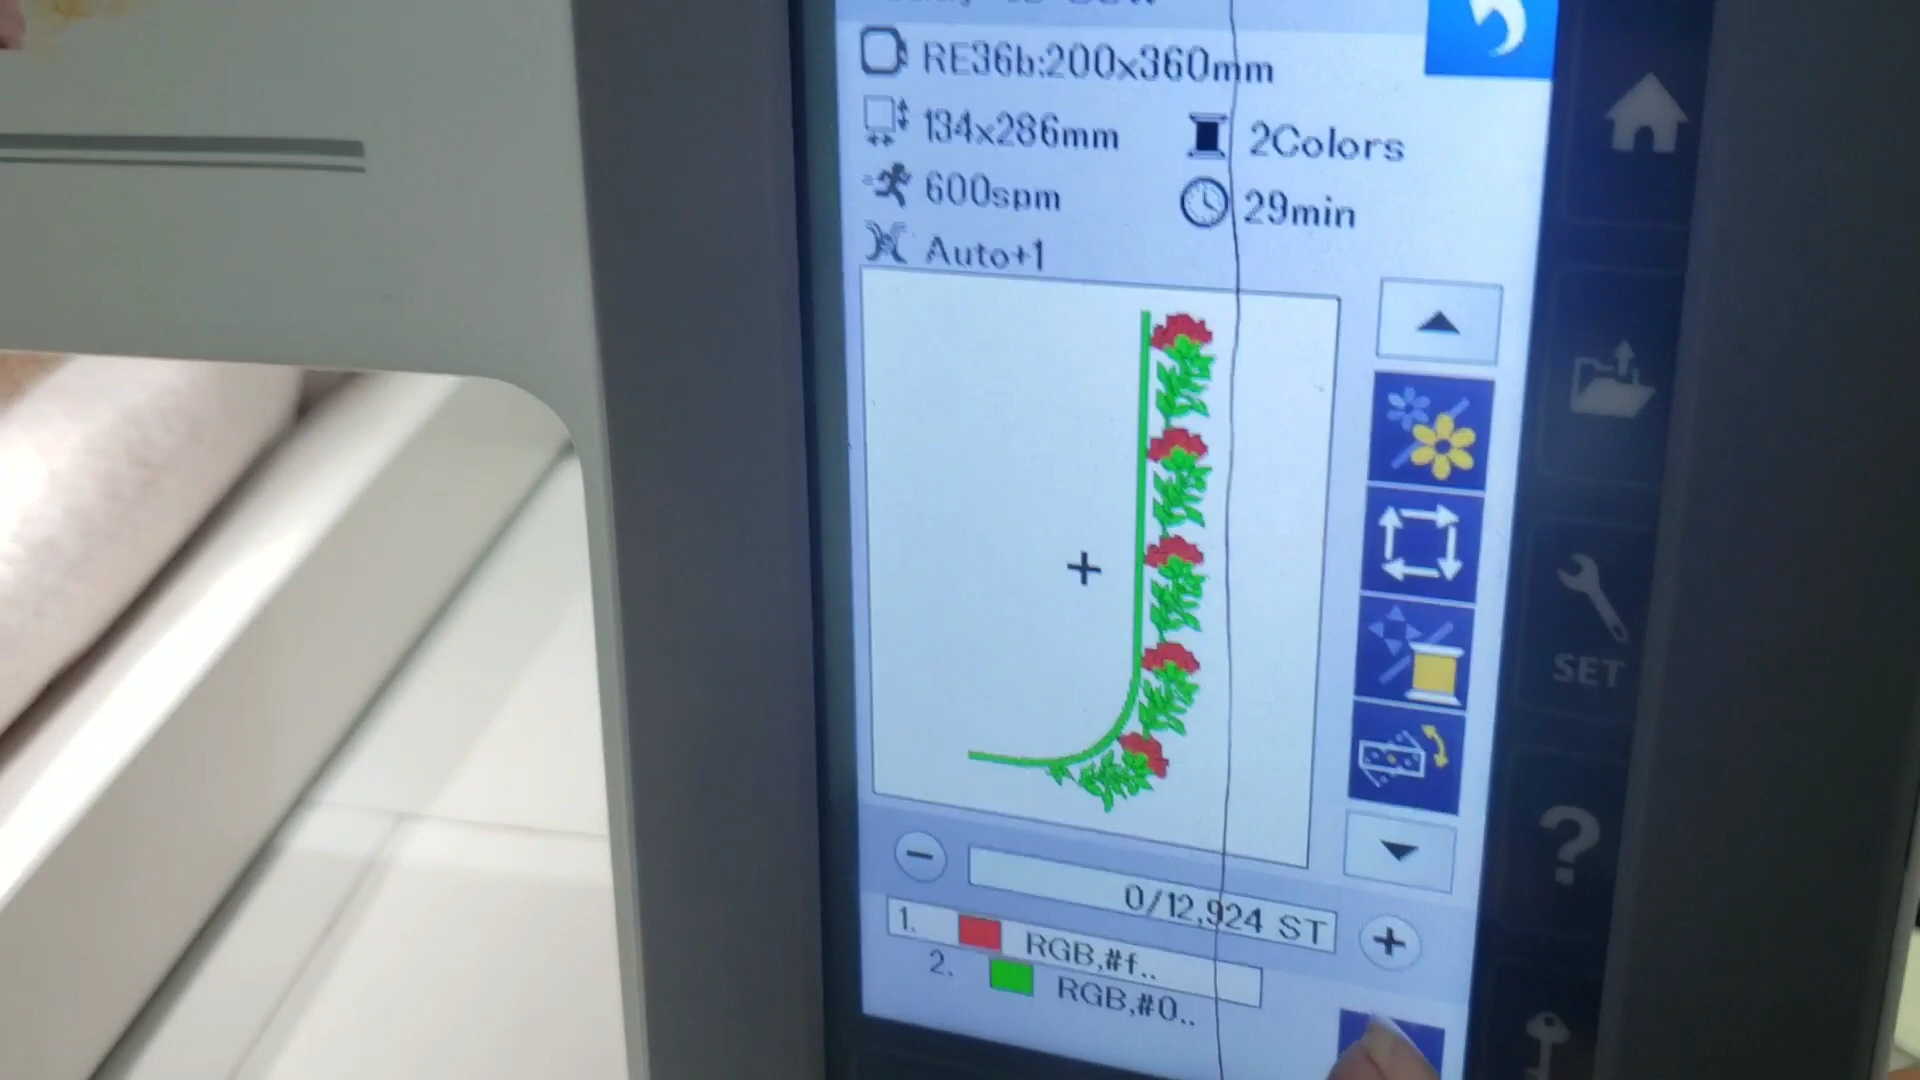 RE36b:200x360mm
134x286mm
2Colors
600spm
29min
Auto+1
SET
0/12,924 ST
1. RGB,#f..
2. RGB,#0..